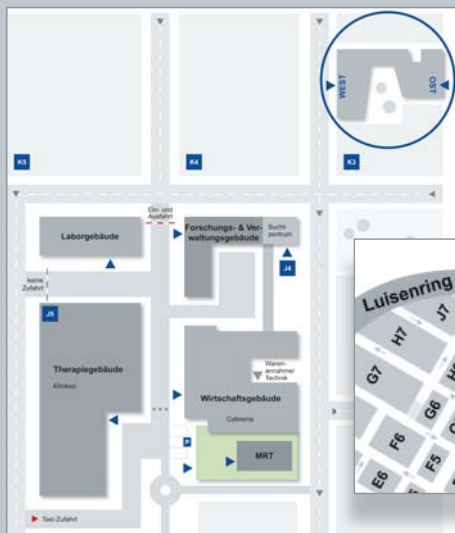 WEST
OST
K5
K4
K3
Ein- und
Ausfahrt
Laborgebäude
Forschungs- & Ver-
waltungsgebäude
Sucht-
zentrum
J4
keine
Zufahrt
J5
Therapiegebäude
Kliniken
Waren-
annahme/
Technik
Wirtschaftsgebäude
Cafeteria
P
MRT
Taxi-Zufahrt
Luisenring
J7
H7
G7
G6
F6
F5
E6